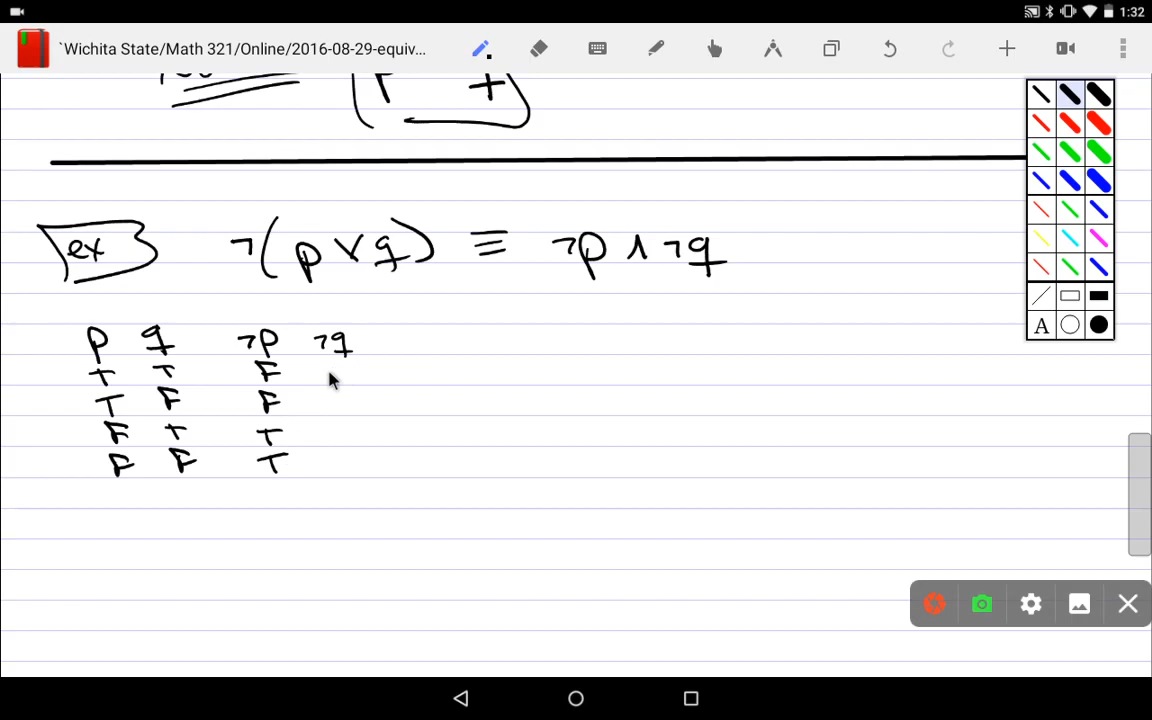 1:32
`Wichita State/Math 321/Online/2016-08-29-equiv...
ex ¬(p∨q) ≡ ¬p∧¬q
p q ¬p ¬q
T T F
T F F
F T T
F F T
A